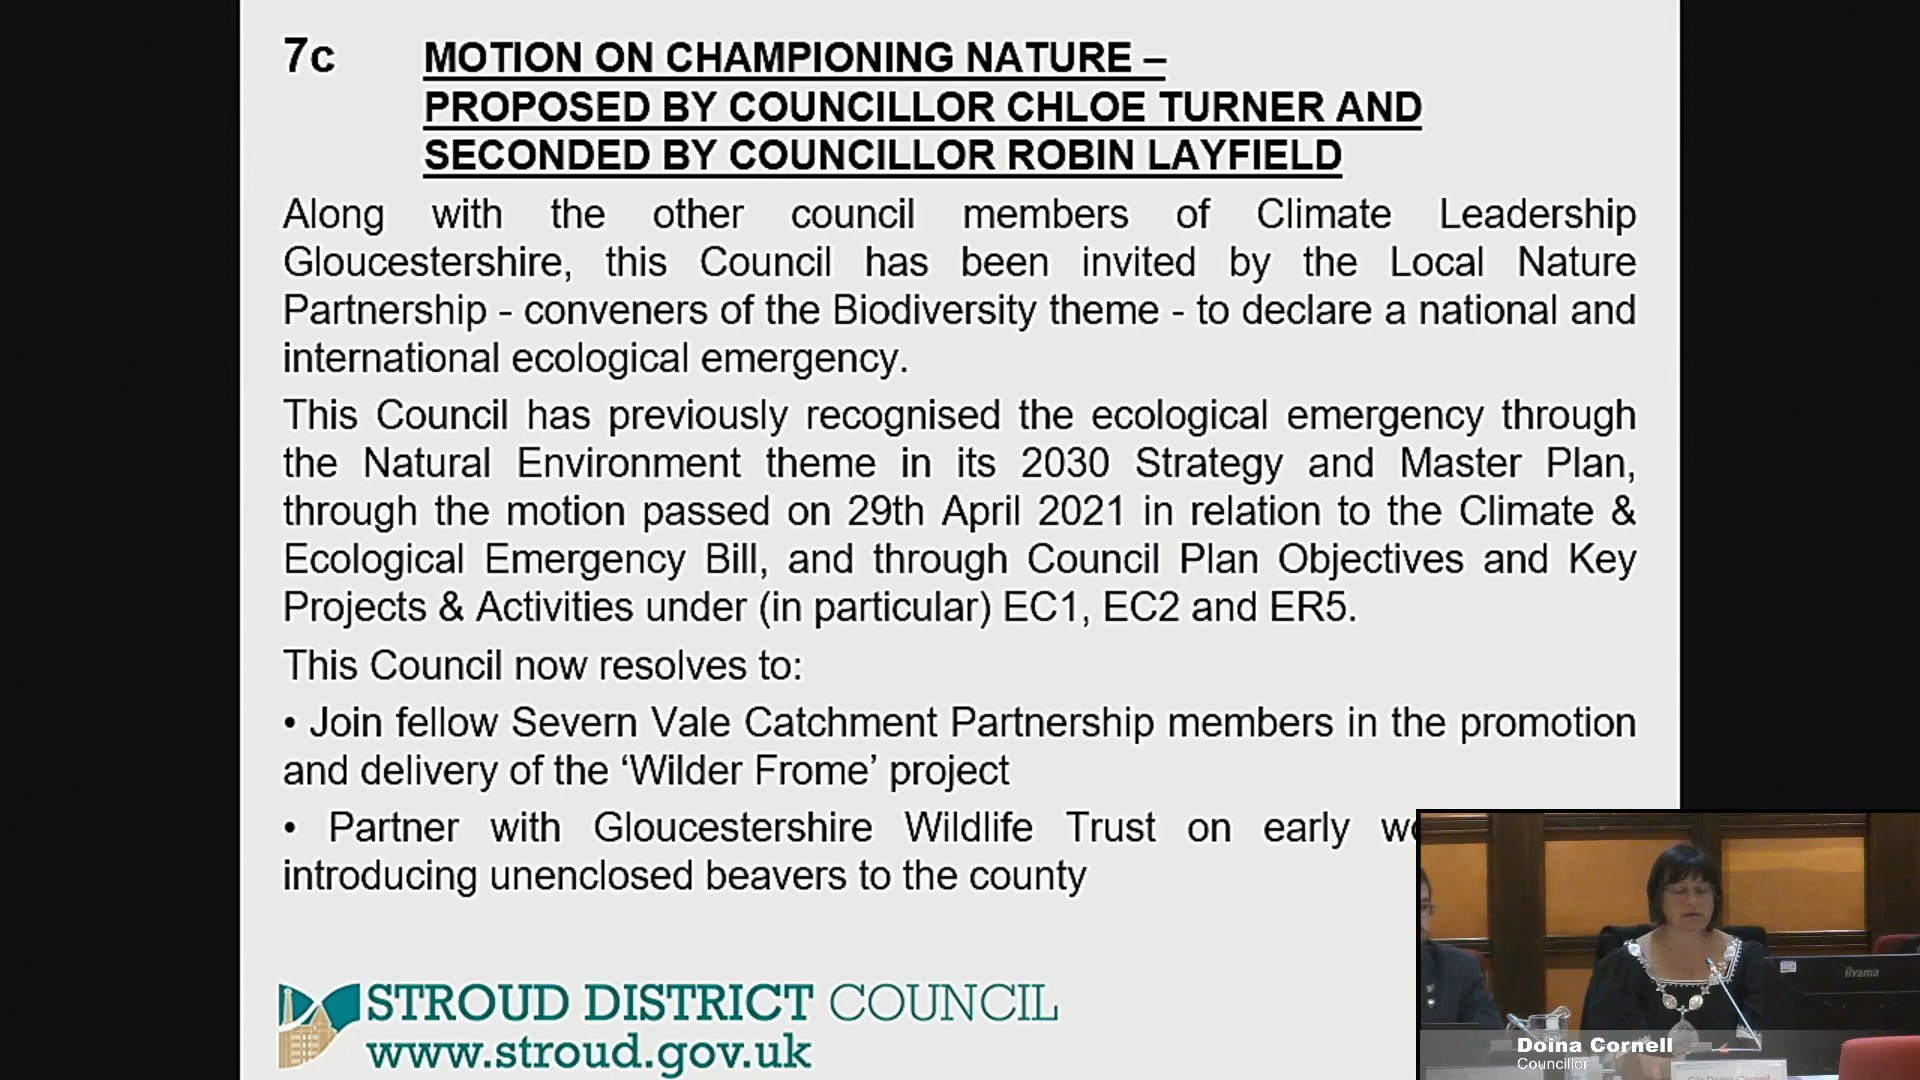 7c MOTION ON CHAMPIONING NATURE –
PROPOSED BY COUNCILLOR CHLOE TURNER AND
SECONDED BY COUNCILLOR ROBIN LAYFIELD
Along with the other council members of Climate Leadership
Gloucestershire, this Council has been invited by the Local Nature
Partnership - conveners of the Biodiversity theme - to declare a national and
international ecological emergency.
This Council has previously recognised the ecological emergency through
the Natural Environment theme in its 2030 Strategy and Master Plan,
through the motion passed on 29th April 2021 in relation to the Climate &
Ecological Emergency Bill, and through Council Plan Objectives and Key
Projects & Activities under (in particular) EC1, EC2 and ER5.
This Council now resolves to:
• Join fellow Severn Vale Catchment Partnership members in the promotion
and delivery of the ‘Wilder Frome’ project
• Partner with Gloucestershire Wildlife Trust on early
introducing unenclosed beavers to the county
STROUD DISTRICT COUNCIL
www.stroud.gov.uk
iiyama
Doina Cornell
Councillor
Cllr Doina Cornell